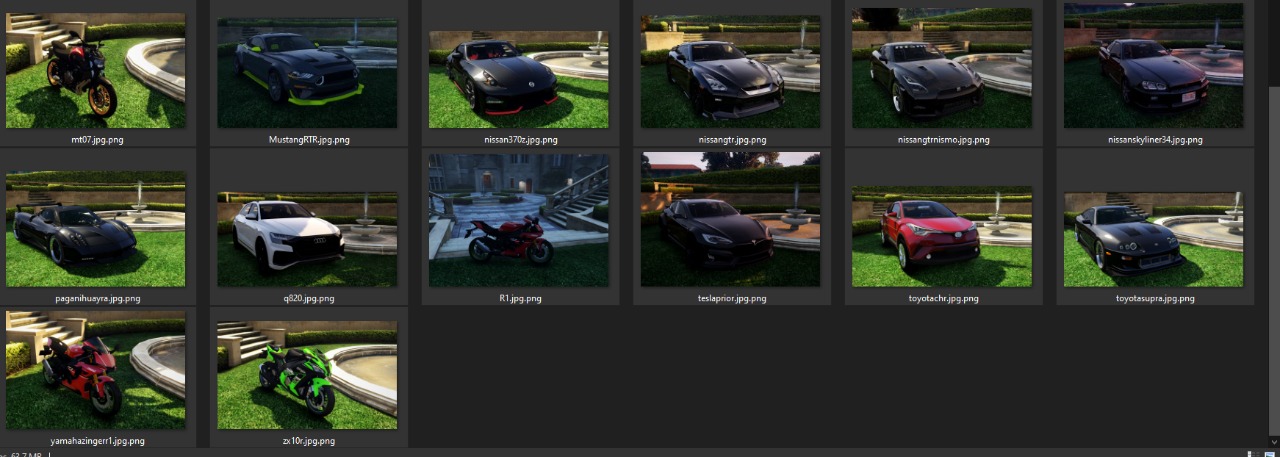 mt07.jpg.png
MustangRTR.jpg.png
nissan370z.jpg.png
nissangtr.jpg.png
nissangtrnismo.jpg.png
nissanskyliner34.jpg.png
paganihuayra.jpg.png
q820.jpg.png
R1.jpg.png
teslaprior.jpg.png
toyotachr.jpg.png
toyotasupra.jpg.png
yamahazingerr1.jpg.png
zx10r.jpg.png
63,7 MB